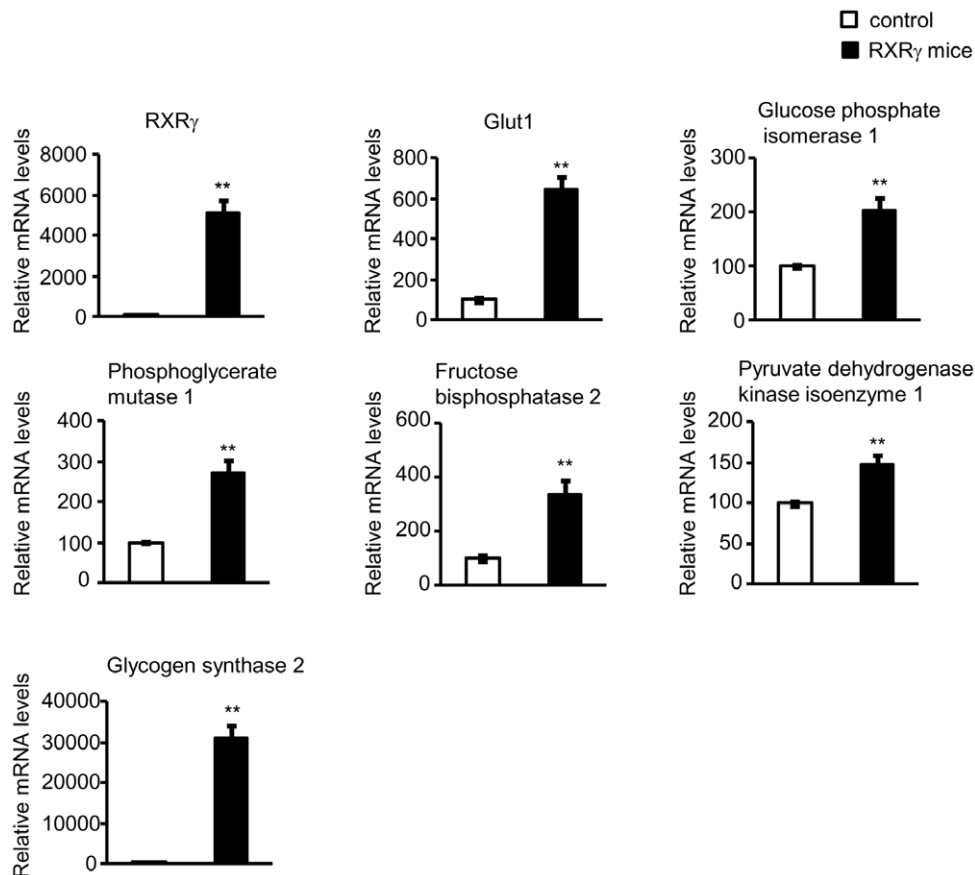 control
RXRγ mice
RXRγ
Relative mRNA levels
8000
6000
4000
2000
0
**
Glut1
Relative mRNA levels
800
600
400
200
0
**
Glucose phosphate
isomerase 1
Relative mRNA levels
300
200
100
0
**
Phosphoglycerate
mutase 1
Relative mRNA levels
400
300
200
100
0
**
Fructose
bisphosphatase 2
Relative mRNA levels
600
400
200
0
**
Pyruvate dehydrogenase
kinase isoenzyme 1
Relative mRNA levels
200
150
100
50
0
**
Glycogen synthase 2
Relative mRNA levels
40000
30000
20000
10000
0
**